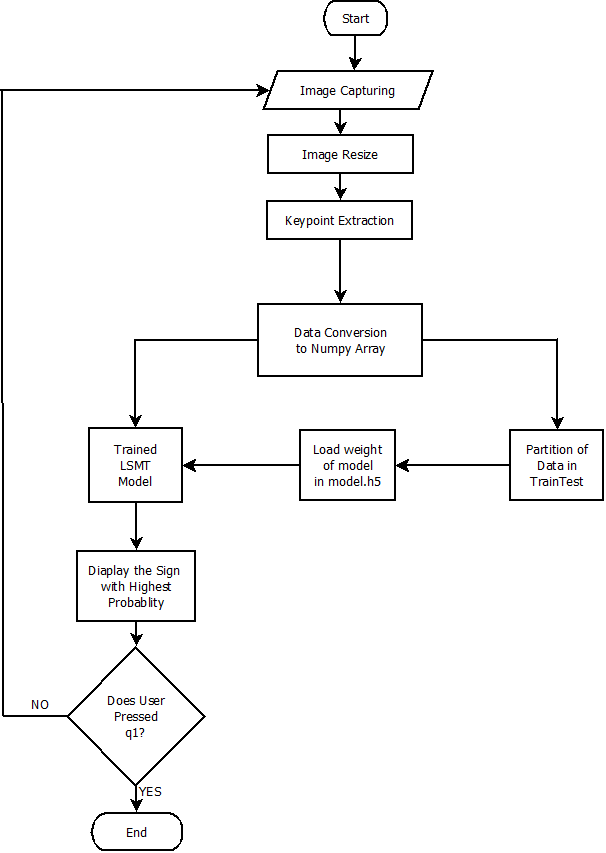 Start
Image Capturing
Image Resize
Keypoint Extraction
Data Conversion
to Numpy Array
Trained
LSMT
Model
Load weight
of model
in model.h5
Partition of
Data in
TrainTest
Diaplay the Sign
with Highest
Probablity
Does User
Pressed
q1?
NO
YES
End